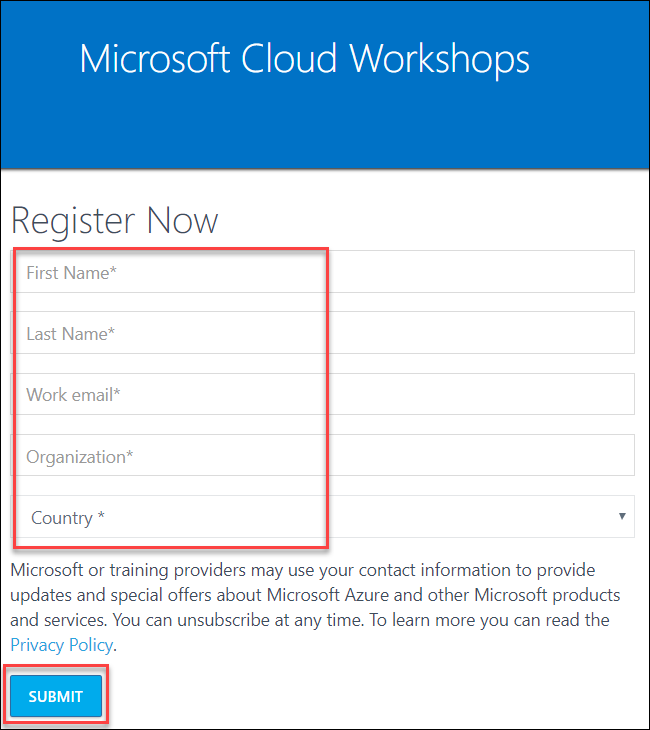 Microsoft Cloud Workshops
Register Now
First Name*
Last Name*
Work email*
Organization*
Country *
Microsoft or training providers may use your contact information to provide
updates and special offers about Microsoft Azure and other Microsoft products
and services. You can unsubscribe at any time. To learn more you can read the
Privacy Policy.
SUBMIT